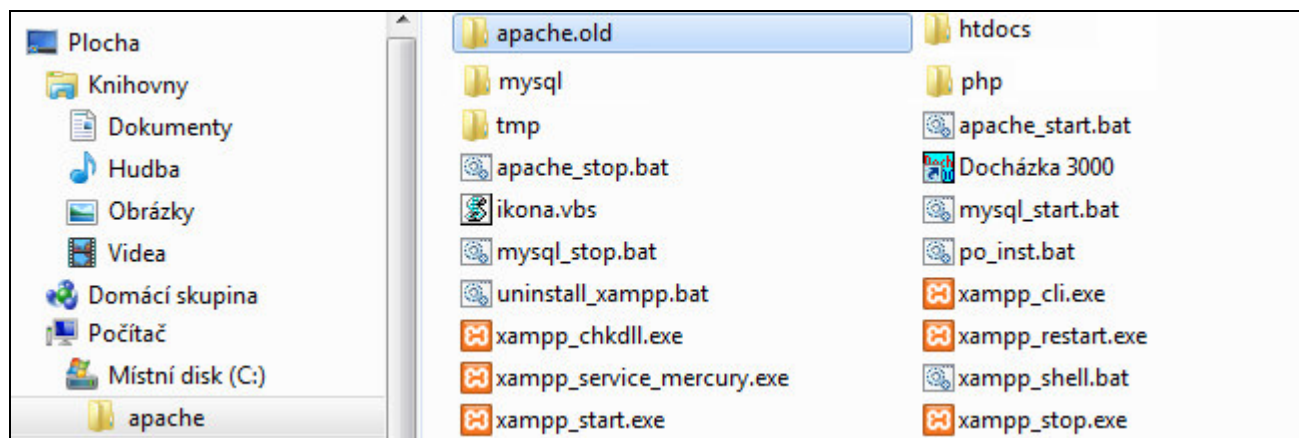 Plocha
Knihovny
Dokumenty
Hudba
Obrázky
Videa
Domácí skupina
Počítač
Místní disk (C:)
apache
apache.old
htdocs
mysql
php
tmp
apache_start.bat
apache_stop.bat
Docházka 3000
ikona.vbs
mysql_start.bat
mysql_stop.bat
po_inst.bat
uninstall_xampp.bat
xampp_cli.exe
xampp_chkdll.exe
xampp_restart.exe
xampp_service_mercury.exe
xampp_shell.bat
xampp_start.exe
xampp_stop.exe